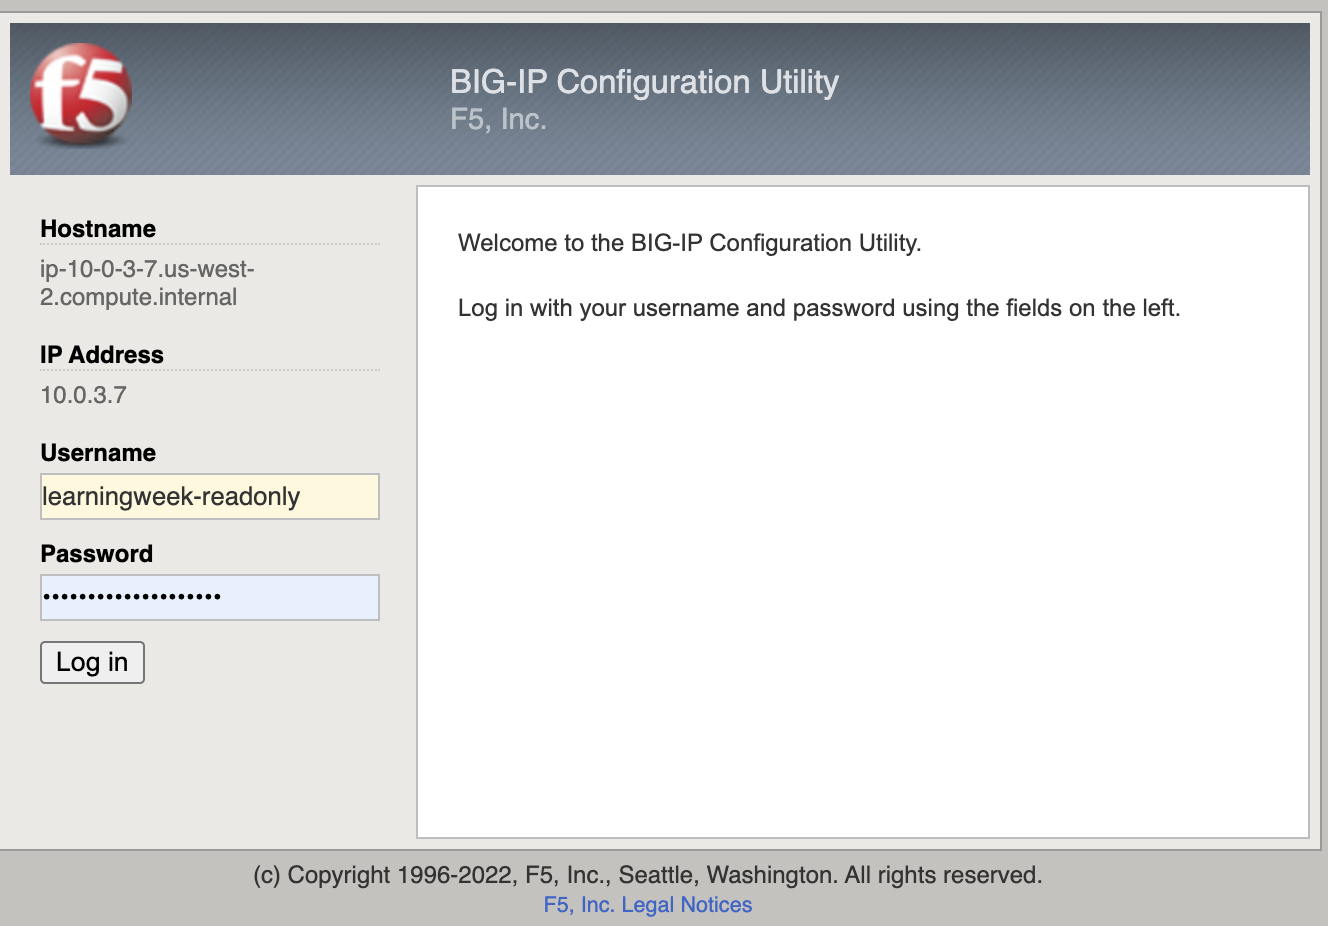 f5
BIG-IP Configuration Utility
F5, Inc.
Hostname
ip-10-0-3-7.us-west-
2.compute.internal
IP Address
10.0.3.7
Username
learningweek-readonly
Password
••••••••••••••••••••
Log in
Welcome to the BIG-IP Configuration Utility.
Log in with your username and password using the fields on the left.
(c) Copyright 1996-2022, F5, Inc., Seattle, Washington. All rights reserved.
F5, Inc. Legal Notices